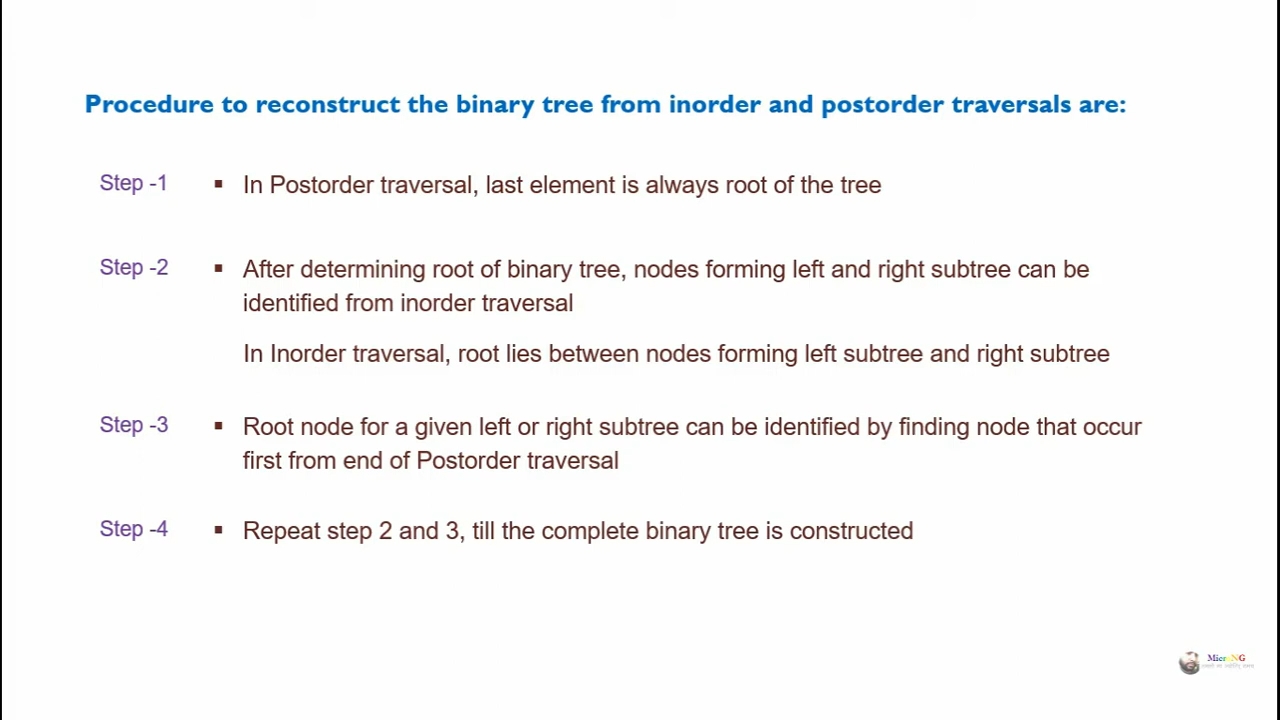 Procedure to reconstruct the binary tree from inorder and postorder traversals are:
Step -1
▪ In Postorder traversal, last element is always root of the tree
Step -2
▪ After determining root of binary tree, nodes forming left and right subtree can be
identified from inorder traversal
In Inorder traversal, root lies between nodes forming left subtree and right subtree
Step -3
▪ Root node for a given left or right subtree can be identified by finding node that occur
first from end of Postorder traversal
Step -4
▪ Repeat step 2 and 3, till the complete binary tree is constructed
MicroNG